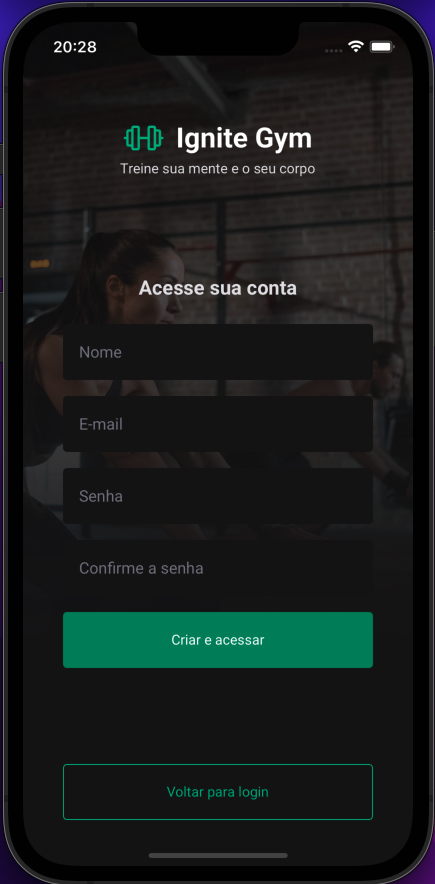 20:28
Ignite Gym
Treine sua mente e o seu corpo
Acesse sua conta
Nome
E-mail
Senha
Confirme a senha
Criar e acessar
Voltar para login